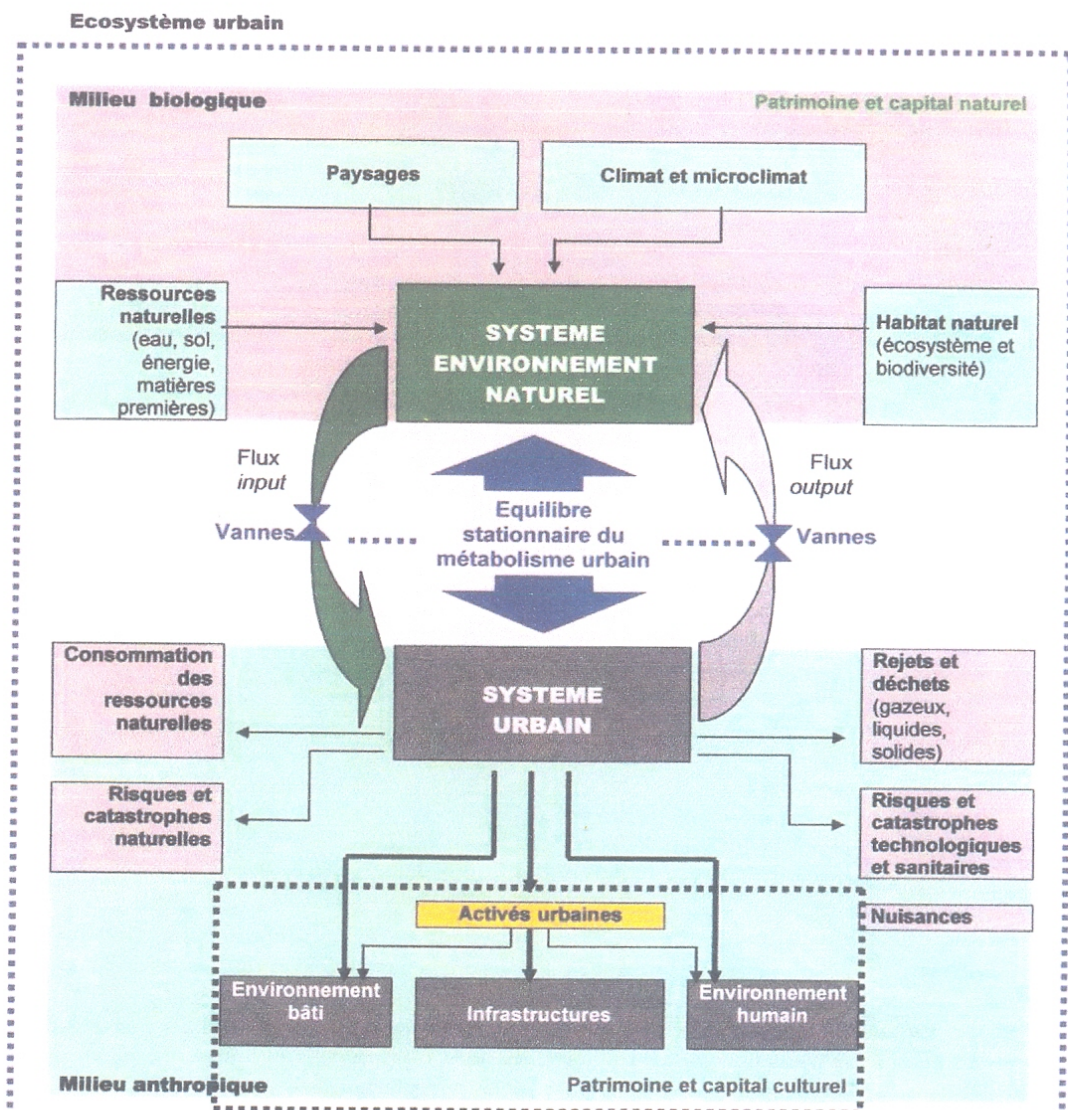 Ecosystème urbain
Milieu biologique
Patrimoine et capital naturel
Paysages
Climat et microclimat
Ressources
naturelles
(eau, sol,
énergie,
matières
premières)
SYSTEME
ENVIRONNEMENT
NATUREL
Habitat naturel
(écosystème et
biodiversité)
Flux
input
Flux
output
Vannes
Equilibre
stationnaire du
métabolisme urbain
Vannes
Consommation
des
ressources
naturelles
SYSTEME
URBAIN
Rejets et
déchets
(gazeux,
liquides,
solides)
Risques et
catastrophes
naturelles
Risques et
catastrophes
technologiques
et sanitaires
Activés urbaines
Nuisances
Environnement
bâti
Infrastructures
Environnement
humain
Milieu anthropique
Patrimoine et capital culturel